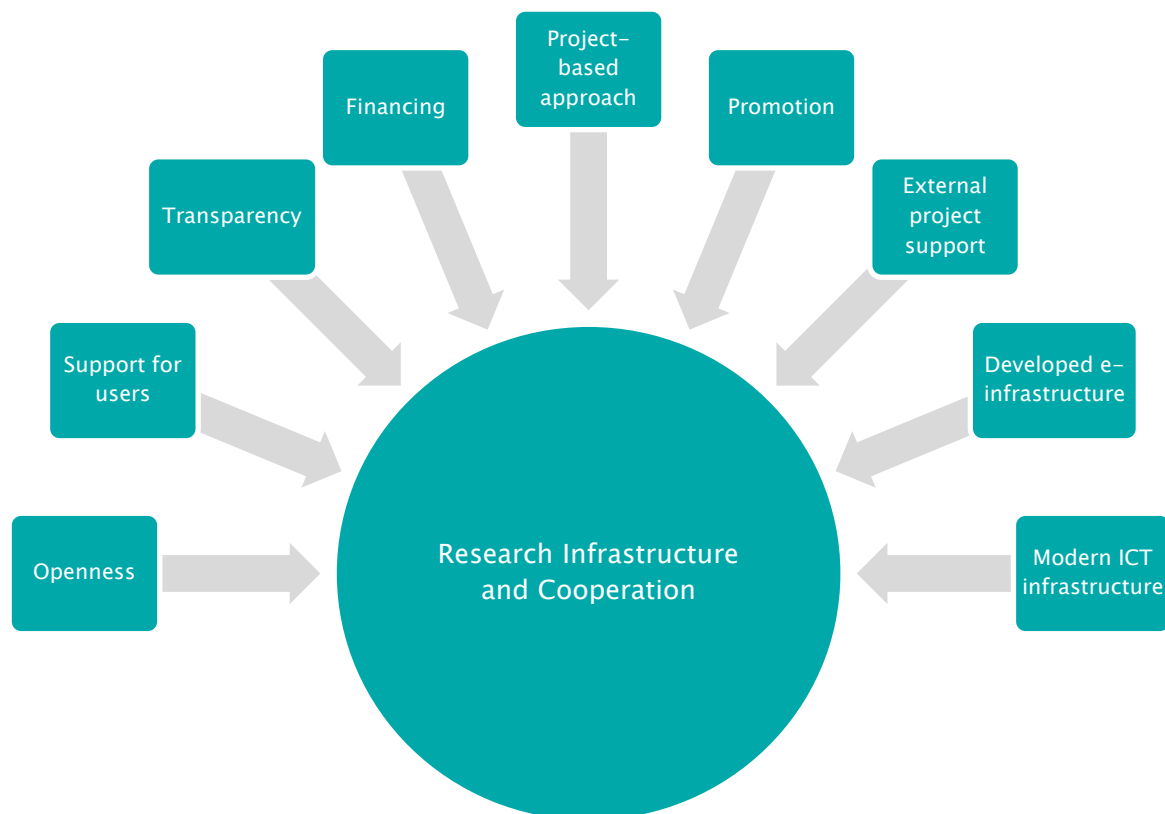 Project-
based
approach
Financing
Promotion
Transparency
External
project
support
Support for
users
Developed e-
infrastructure
Openness
Research Infrastructure
and Cooperation
Modern ICT
infrastructure